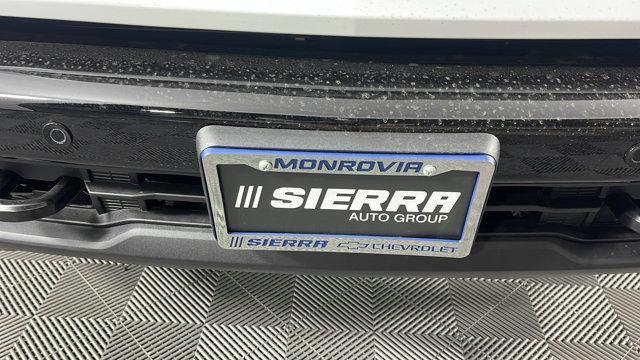 MONROVIA
SIERRA
AUTO GROUP
SIERRA CHEVROLET